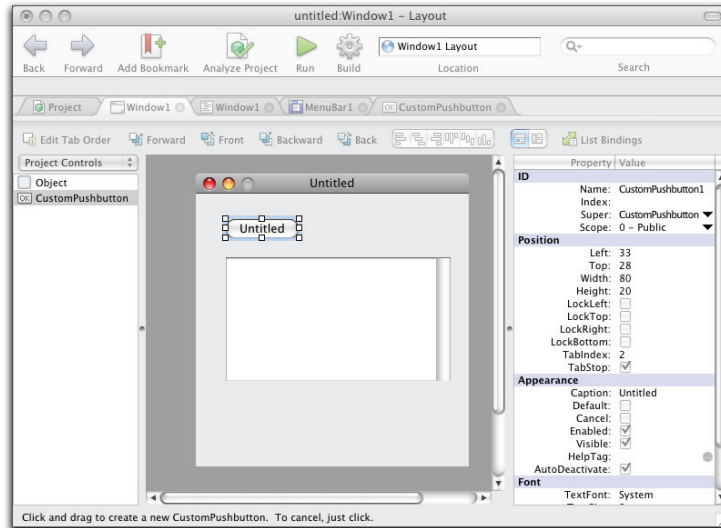 untitled:Window1 – Layout
Back
Forward
Add Bookmark
Analyze Project
Run
Build
Window1 Layout
Location
Search
Project
Window1
Window1
MenuBar1
CustomPushbutton
Edit Tab Order
Forward
Front
Backward
Back
List Bindings
Project Controls
Object
OK CustomPushbutton
Untitled
Untitled
Property Value
ID
Name: CustomPushbutton1
Index:
Super: CustomPushbutton
Scope: 0 – Public
Position
Left: 33
Top: 28
Width: 80
Height: 20
LockLeft:
LockTop:
LockRight:
LockBottom:
TabIndex: 2
TabStop:
Appearance
Caption: Untitled
Default:
Cancel:
Enabled:
Visible:
HelpTag:
AutoDeactivate:
Font
TextFont: System
Click and drag to create a new CustomPushbutton. To cancel, just click.